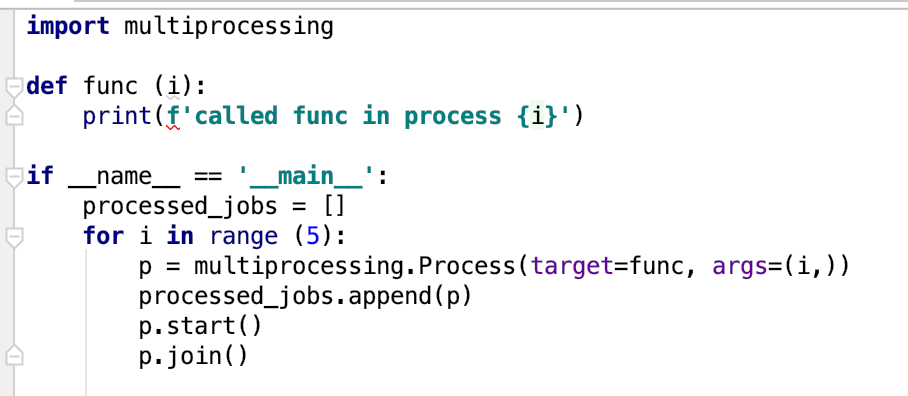 import multiprocessing
def func (i):
    print(f'called func in process {i}')
if __name__ == '__main__':
    processed_jobs = []
    for i in range (5):
        p = multiprocessing.Process(target=func, args=(i,))
        processed_jobs.append(p)
        p.start()
        p.join()